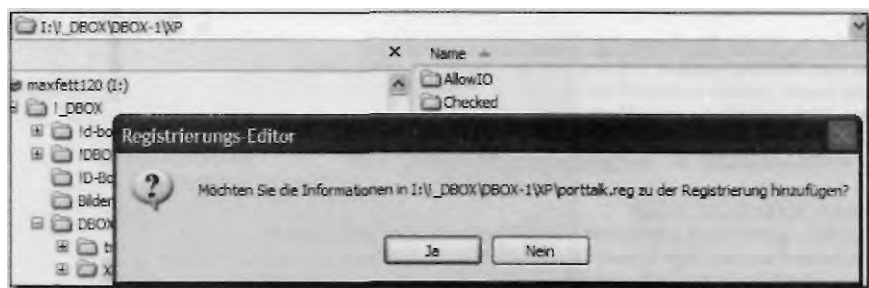 I:\!_DBOX\DBOX-1\XP
× Name
maxfett120 (I:)
AllowIO
!_DBOX
Checked
Registrierungs-Editor
Möchten Sie die Informationen in I:\!_DBOX\DBOX-1\XP\porttalk.reg zu der Registrierung hinzufügen?
Bilder
Ja Nein